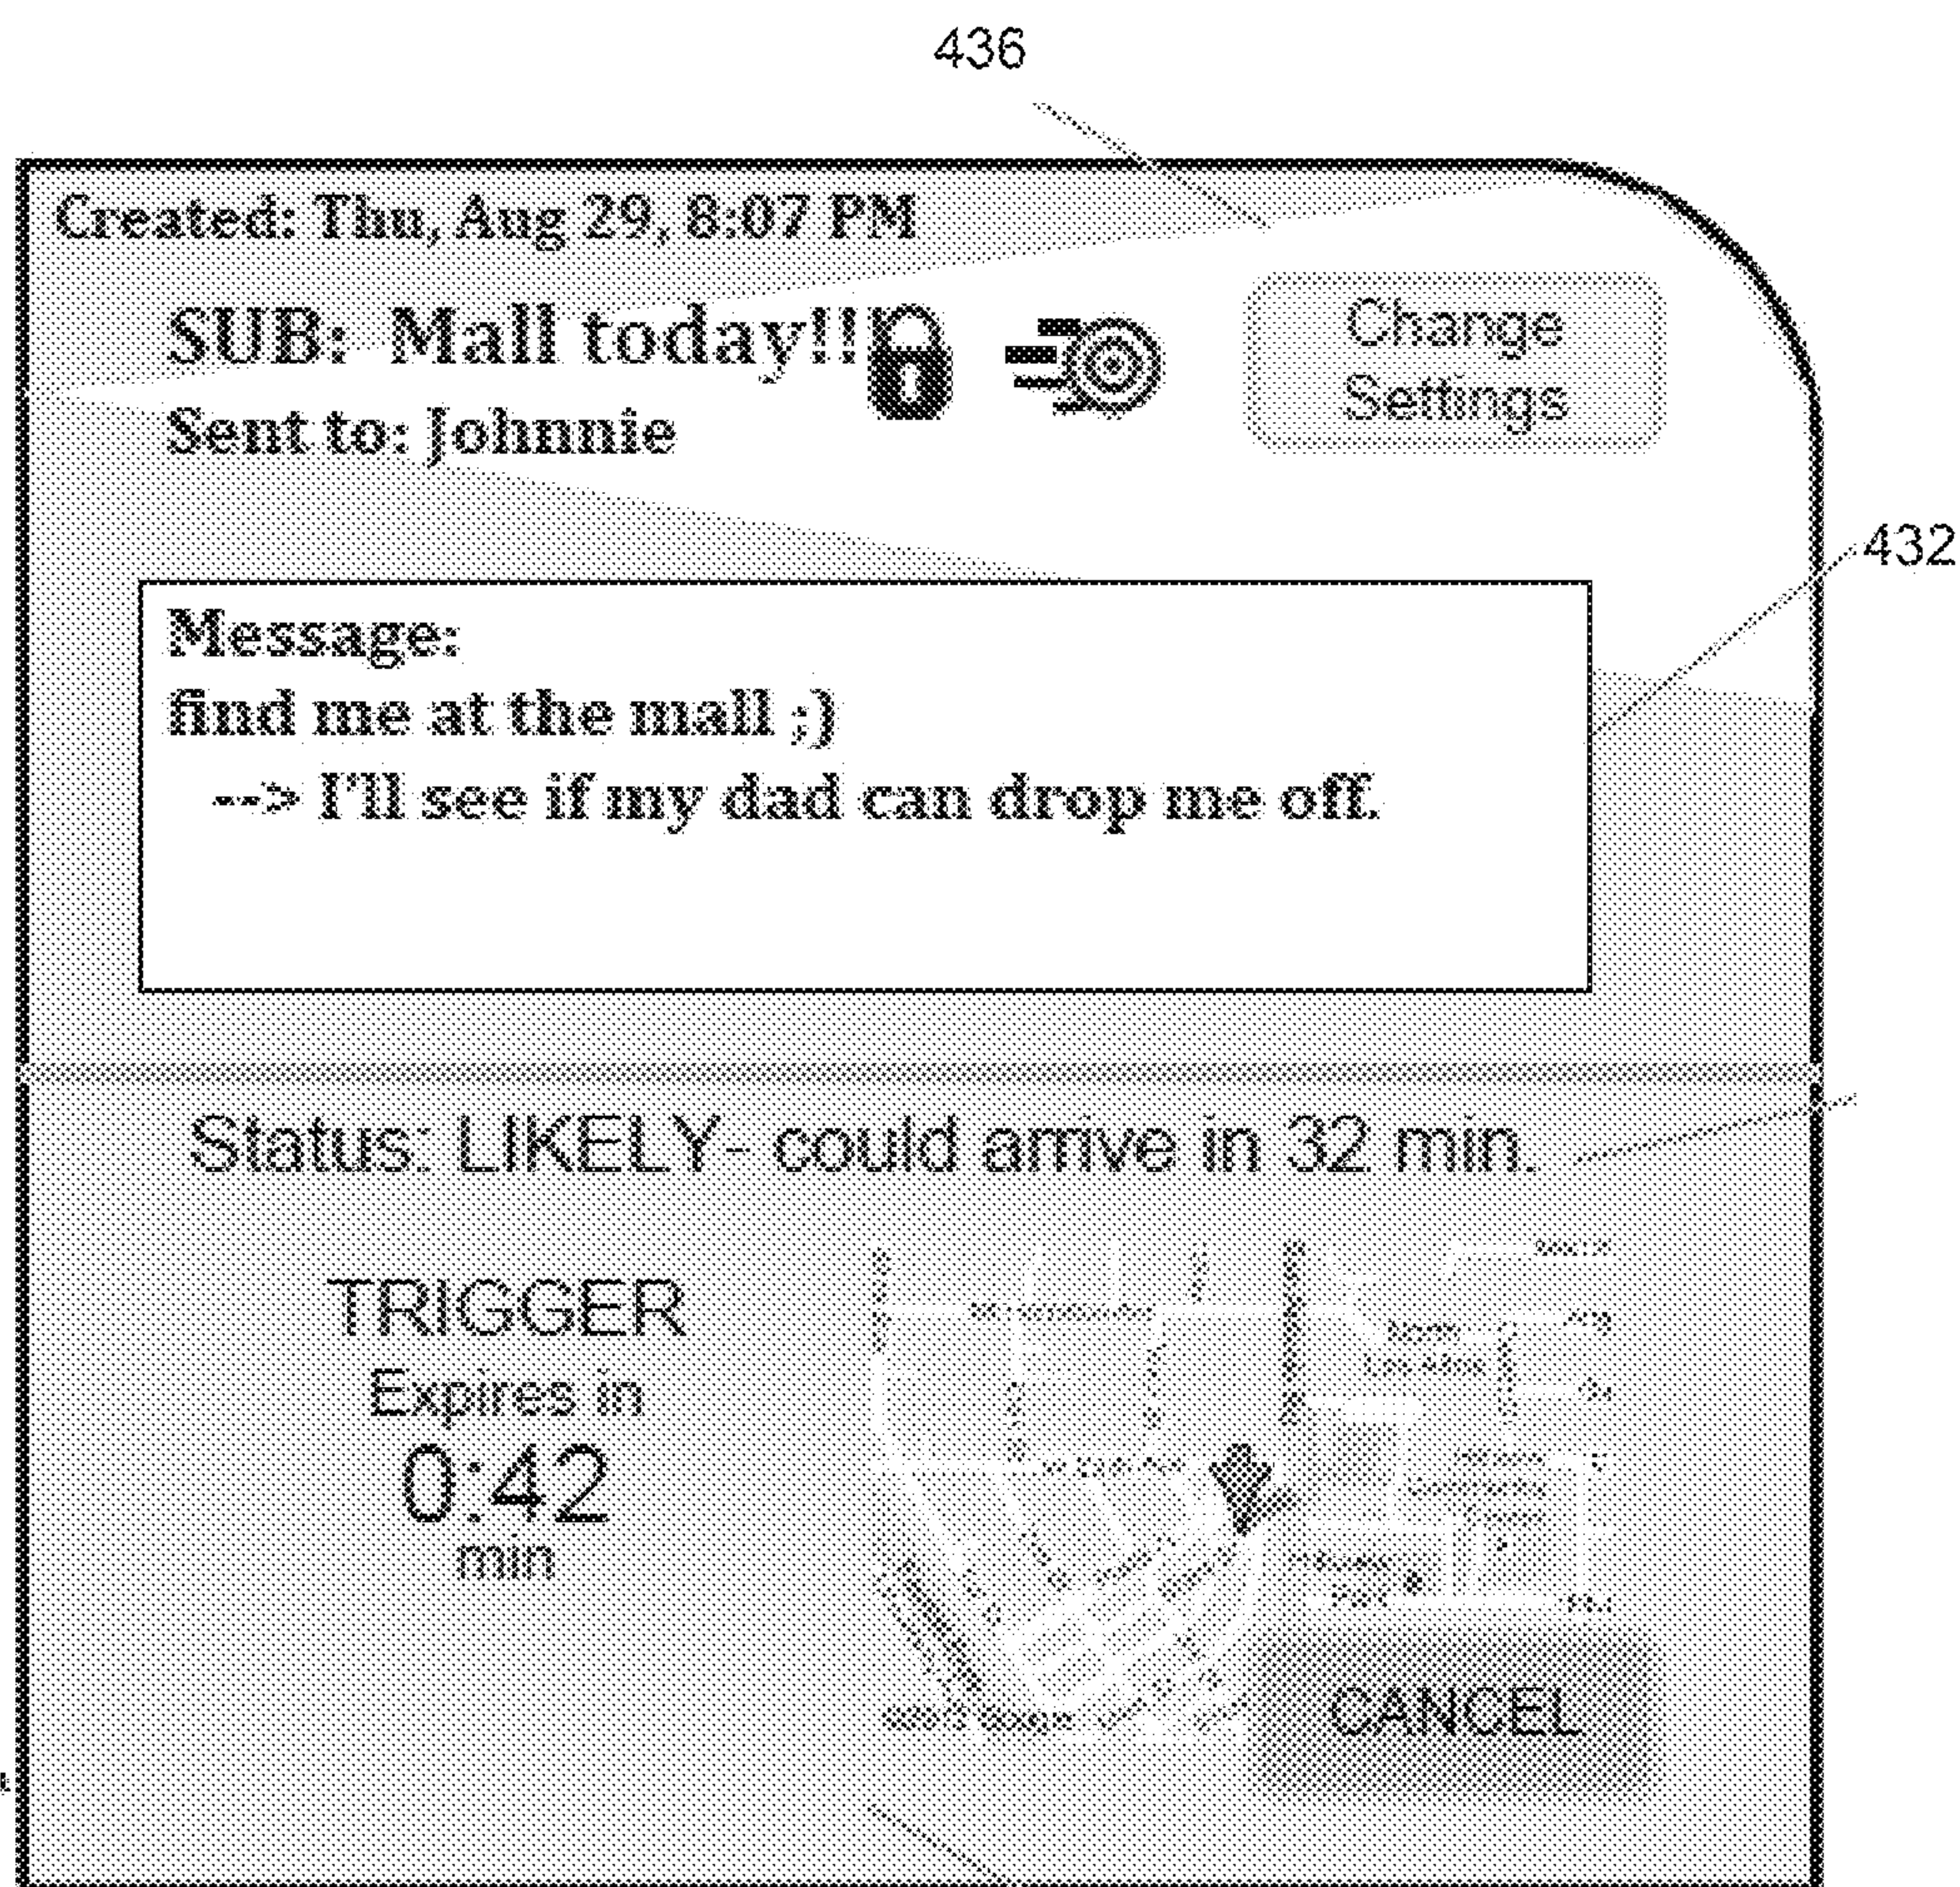 436
Created: Thu, Aug 29, 8:07 PM
SUB: Mall today!!!
Change
Settings
Sent to: Johnnie
432
Message:
find me at the mall ;)
--> I'll see if my dad can drop me off.
Status: LIKELY- could arrive in 32 min.
TRIGGER
Expires in
0:42
min
CANCEL